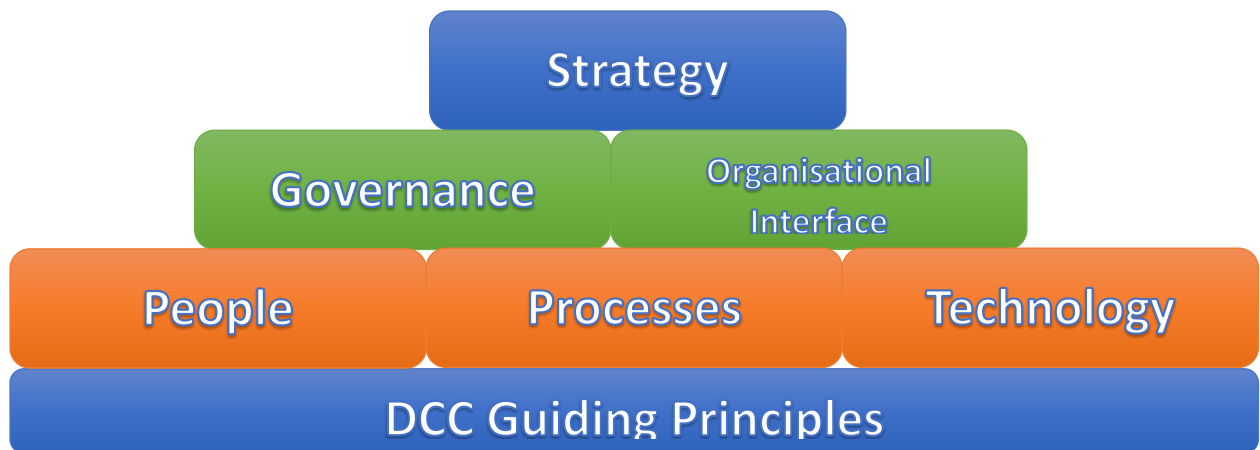 Strategy
Governance
Organisational
Interface
People
Processes
Technology
DCC Guiding Principles